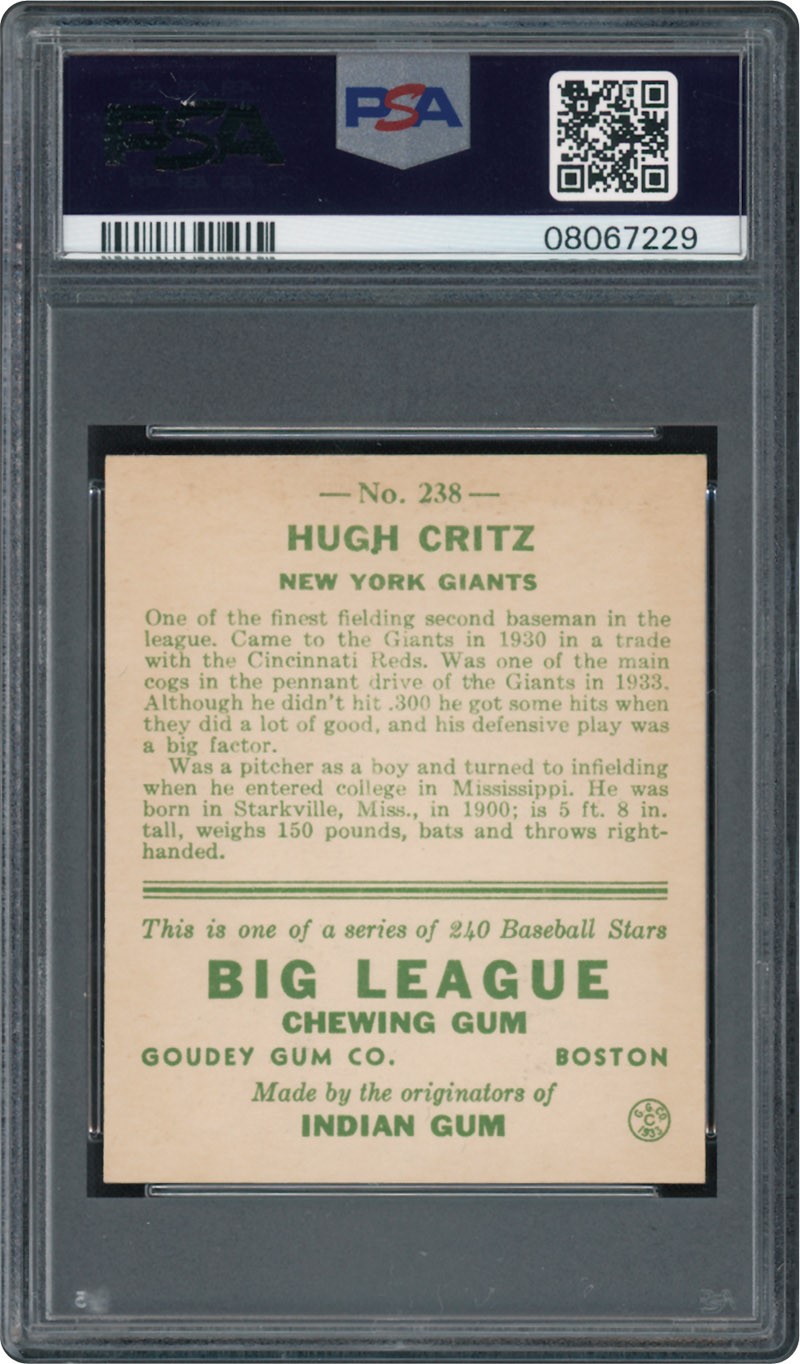 PSA
PSA
08067229
— No. 238 —
HUGH CRITZ
NEW YORK GIANTS
One of the finest fielding second baseman in the
league. Came to the Giants in 1930 in a trade
with the Cincinnati Reds. Was one of the main
cogs in the pennant drive of the Giants in 1933.
Although he didn't hit .300 he got some hits when
they did a lot of good, and his defensive play was
a big factor.
Was a pitcher as a boy and turned to infielding
when he entered college in Mississippi. He was
born in Starkville, Miss., in 1900; is 5 ft. 8 in.
tall, weighs 150 pounds, bats and throws right-
handed.
This is one of a series of 240 Baseball Stars
BIG LEAGUE
CHEWING GUM
GOUDEY GUM CO. BOSTON
Made by the originators of
INDIAN GUM
G. G. CO.
C
1933
PSA